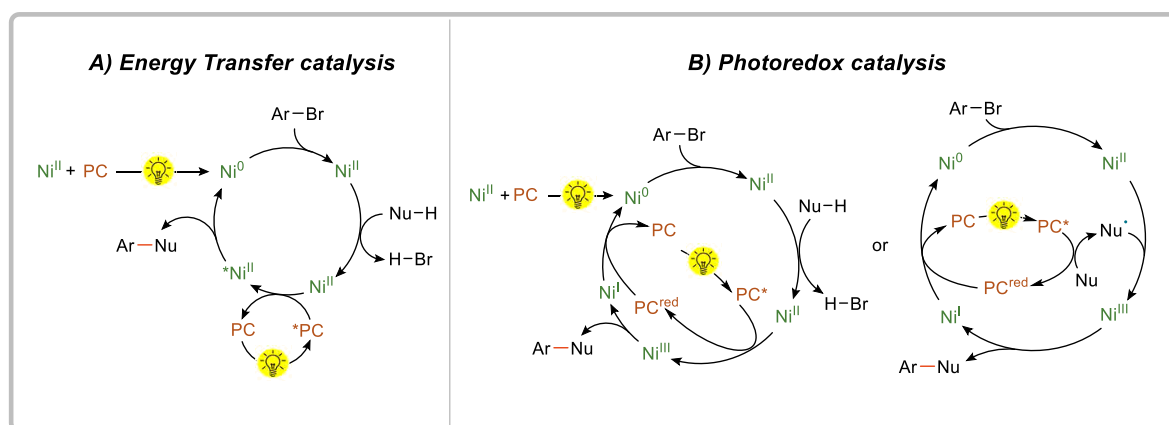 A) Energy Transfer catalysis
Ar–Br
Ni^II + PC
Ni^0
Ni^II
Nu–H
H–Br
Ar–Nu
*Ni^II
Ni^II
PC
*PC
B) Photoredox catalysis
Ar–Br
Ni^II + PC
Ni^0
Ni^II
Nu–H
PC
PC*
H–Br
Ni^I
PC^red
Ni^II
Ar–Nu
Ni^III
or
Ar–Br
Ni^0
Ni^II
PC
PC*
Nu·
Nu
PC^red
Ni^I
Ni^III
Ar–Nu